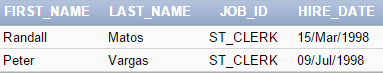 FIRST_NAME LAST_NAME JOB_ID HIRE_DATE
Randall Matos ST_CLERK 15/Mar/1998
Peter Vargas ST_CLERK 09/Jul/1998